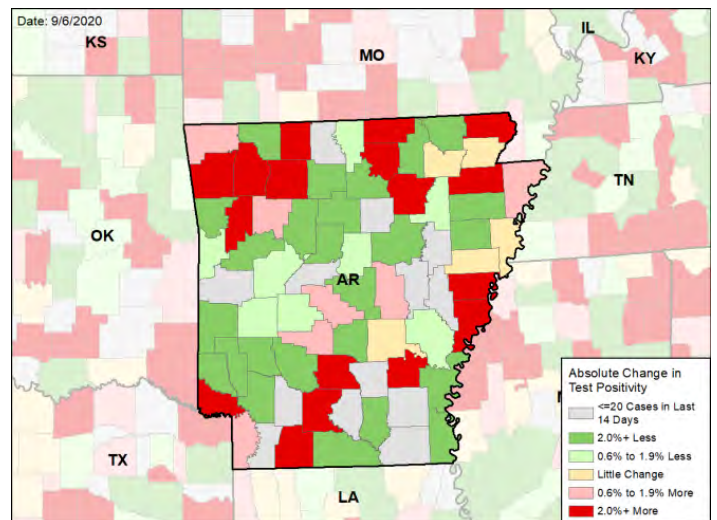 Date: 9/6/2020
KS
MO
IL
KY
OK
AR
TN
TX
LA
Absolute Change in
Test Positivity
<=20 Cases in Last
14 Days
2.0%+ Less
0.6% to 1.9% Less
Little Change
0.6% to 1.9% More
2.0%+ More